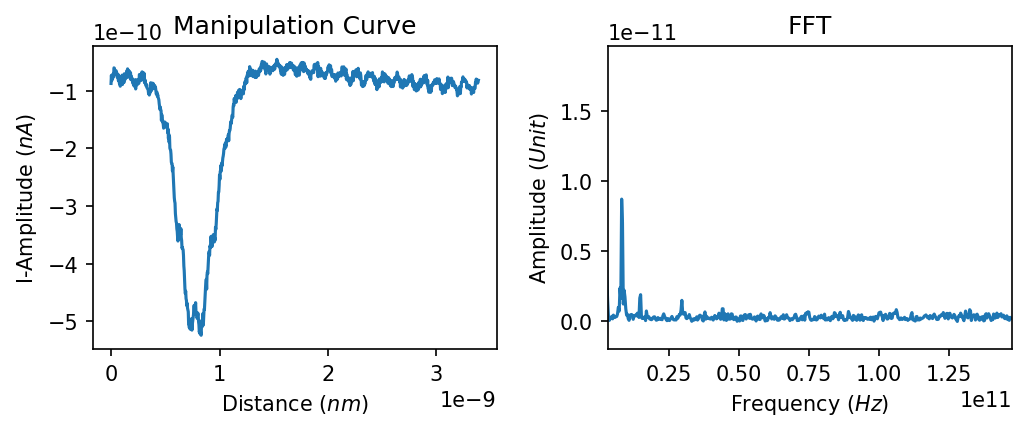 Manipulation Curve
1e−10
−1
−2
−3
−4
−5
I-Amplitude (nA)
0 1 2 3
Distance (nm)
1e−9
FFT
1e−11
1.5
1.0
0.5
0.0
Amplitude (Unit)
0.25 0.50 0.75 1.00 1.25
Frequency (Hz)
1e11